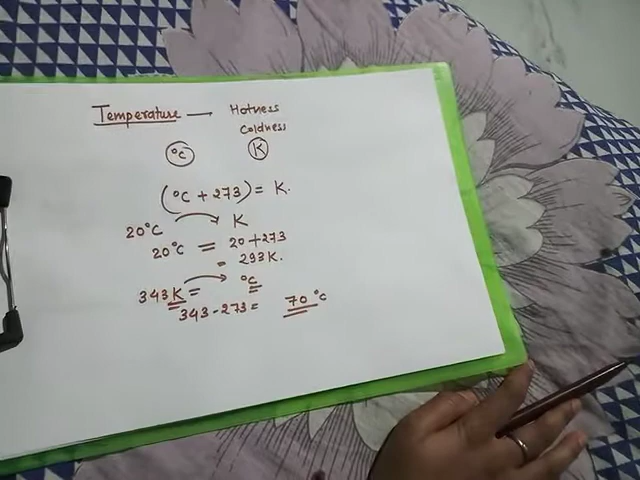 Temperature → Hotness
Coldness
°C K
(°C + 273) = K.
20°C → K
20°C = 20+273
= 293K.
343K = → °C
343-273 = 70°C